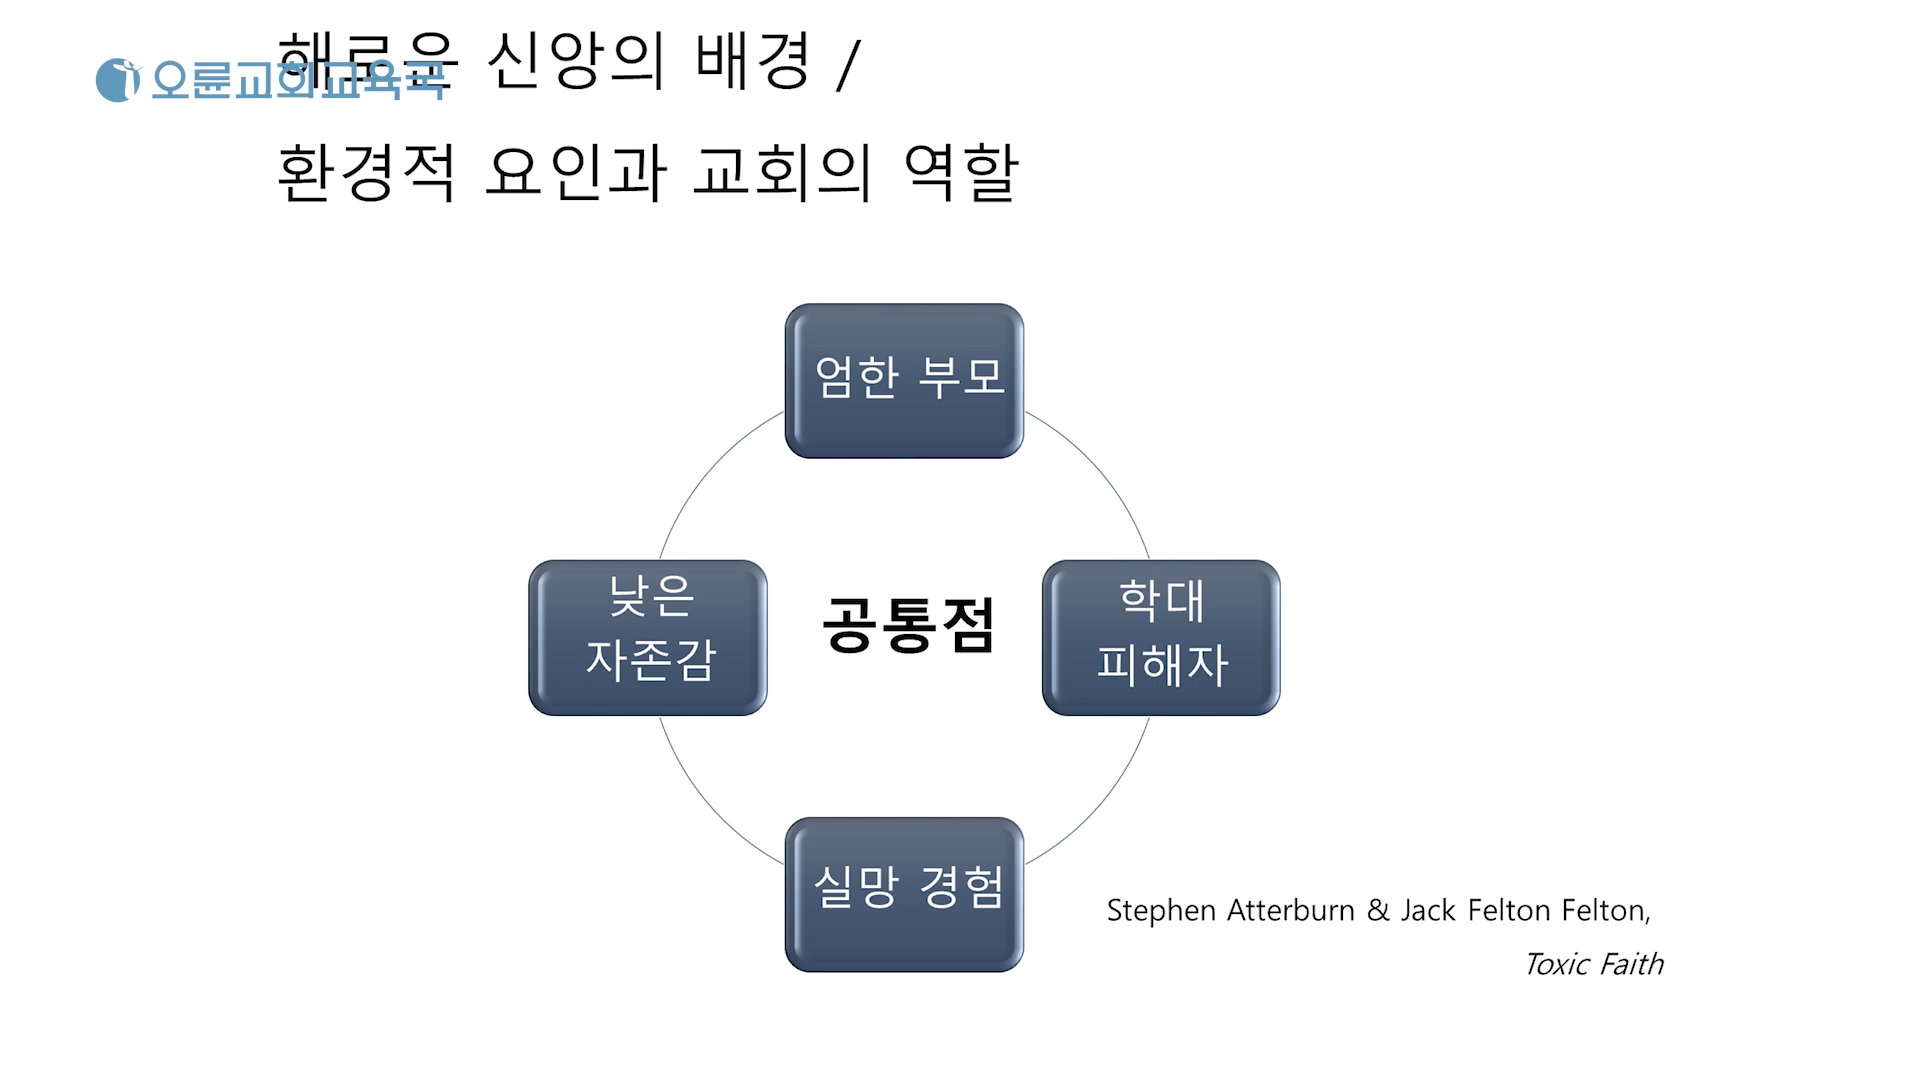 해로운 신앙의 배경 /
오륜교회 교육국
환경적 요인과 교회의 역할
엄한 부모
낮은
자존감
공통점
학대
피해자
실망 경험
Stephen Atterburn & Jack Felton Felton,
Toxic Faith